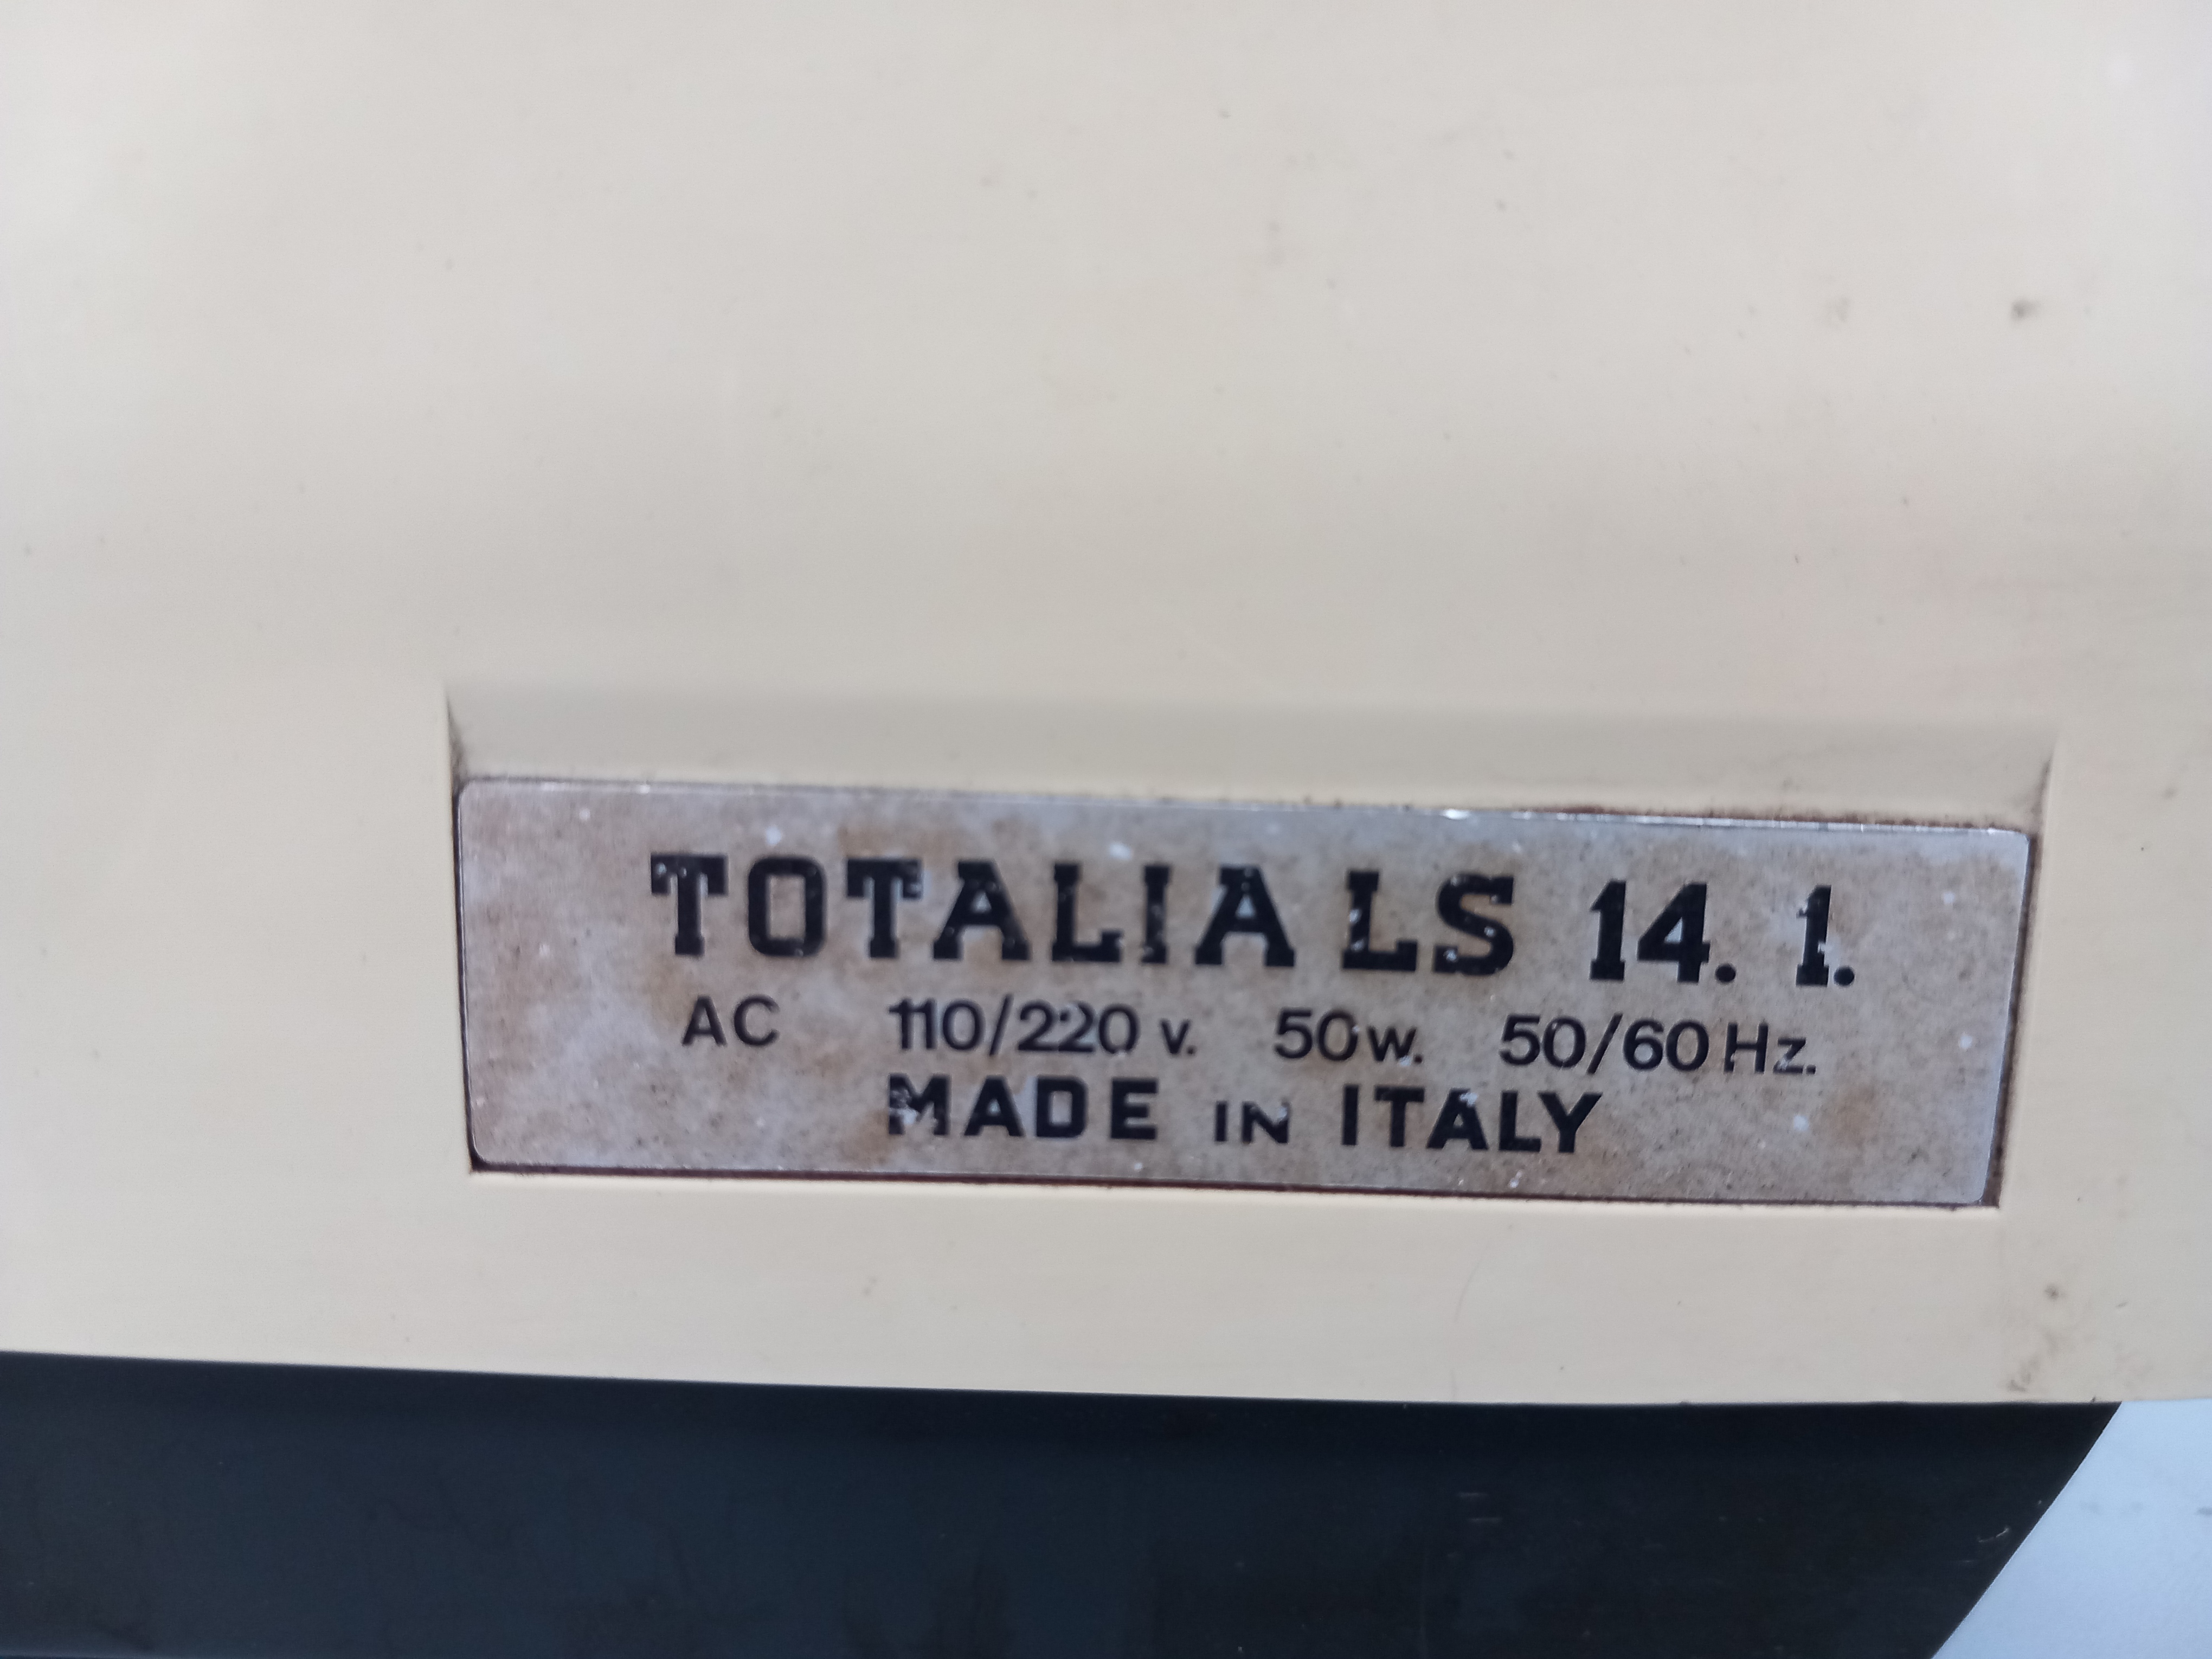 TOTALIA LS 14. 1.
AC 110/220 v. 50w. 50/60 Hz.
MADE IN ITALY